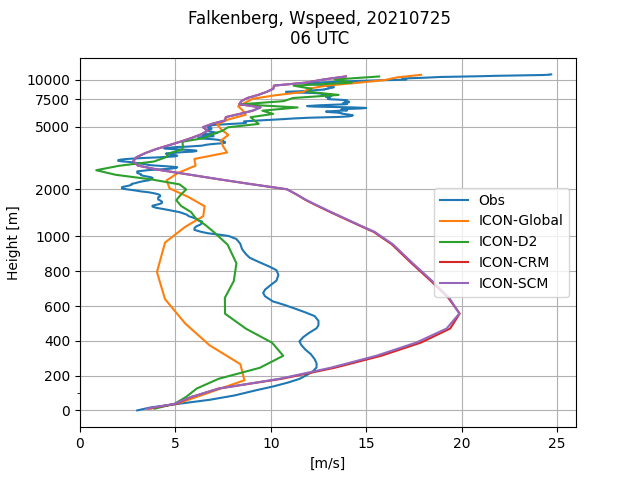 Falkenberg, Wspeed, 20210725
06 UTC
Height [m]
10000
7500
5000
2000
1000
800
600
400
200
0
Obs
ICON-Global
ICON-D2
ICON-CRM
ICON-SCM
0 5 10 15 20 25
[m/s]